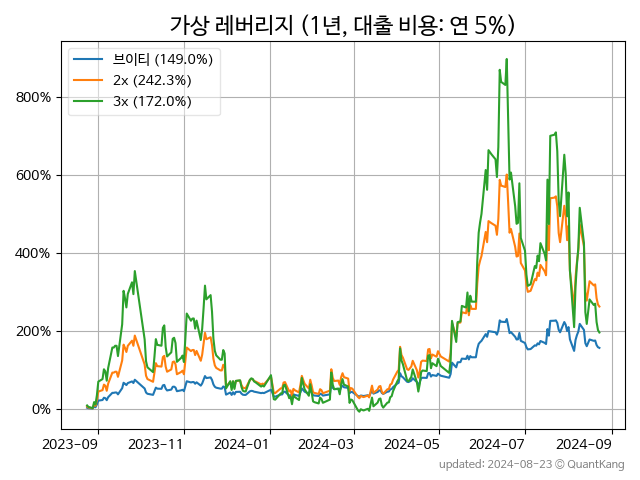 가상 레버리지 (1년, 대출 비용: 연 5%)
브이티 (149.0%)
2x (242.3%)
3x (172.0%)
800%
600%
400%
200%
0%
2023-09 2023-11 2024-01 2024-03 2024-05 2024-07 2024-09
updated: 2024-08-23 © QuantKang